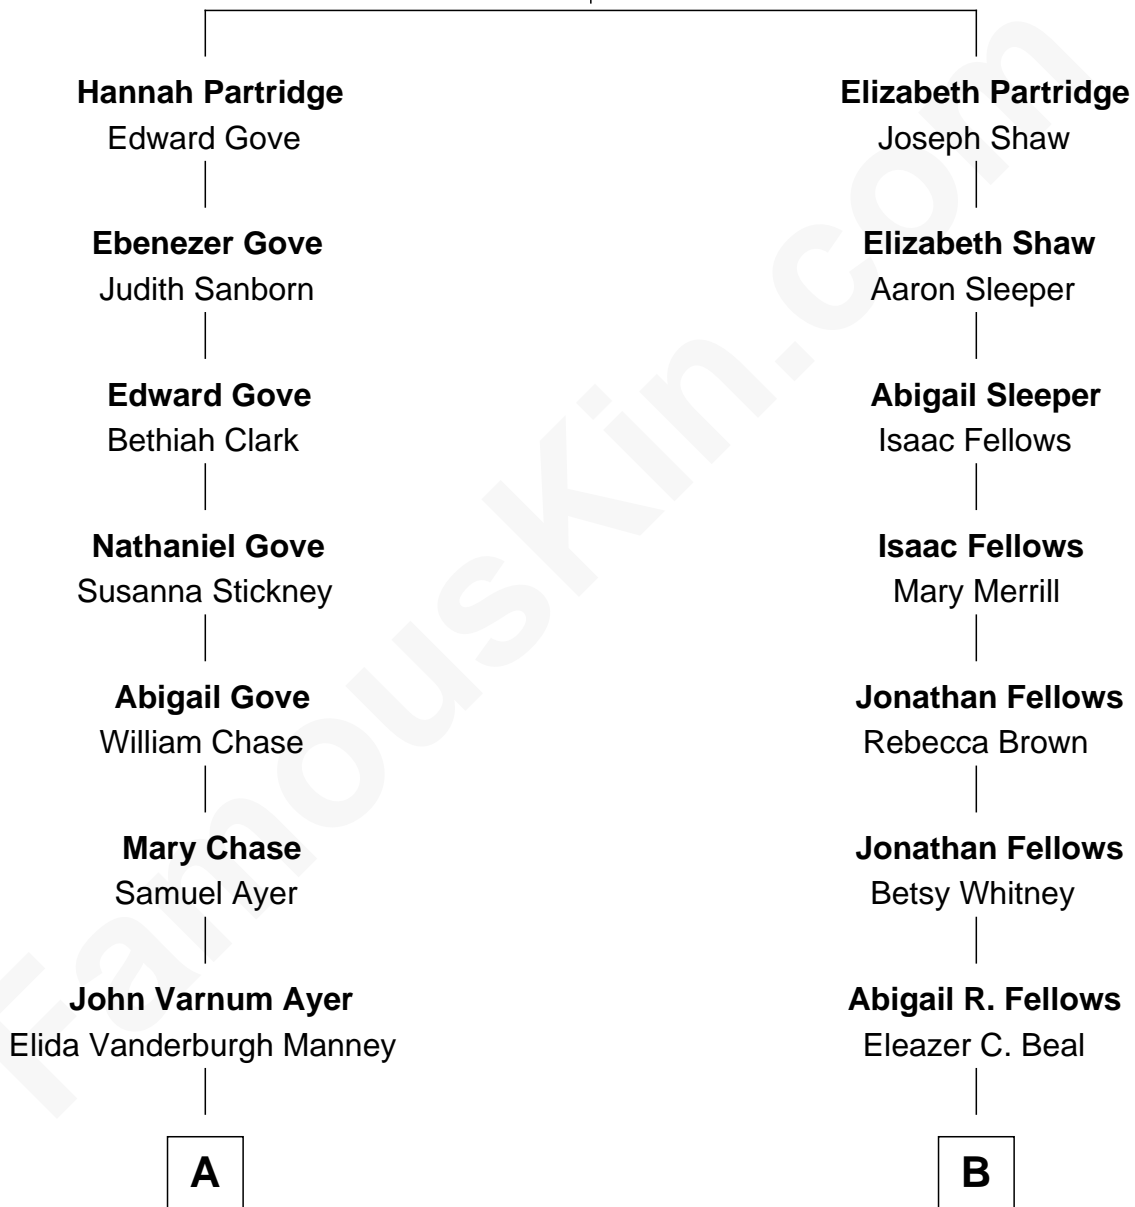 Hannah Partridge
Edward Gove
Ebenezer Gove
Judith Sanborn
Edward Gove
Bethiah Clark
Nathaniel Gove
Susanna Stickney
Abigail Gove
William Chase
Mary Chase
Samuel Ayer
John Varnum Ayer
Elida Vanderburgh Manney
A
Elizabeth Partridge
Joseph Shaw
Elizabeth Shaw
Aaron Sleeper
Abigail Sleeper
Isaac Fellows
Isaac Fellows
Mary Merrill
Jonathan Fellows
Rebecca Brown
Jonathan Fellows
Betsy Whitney
Abigail R. Fellows
Eleazer C. Beal
B
FamousKin.com